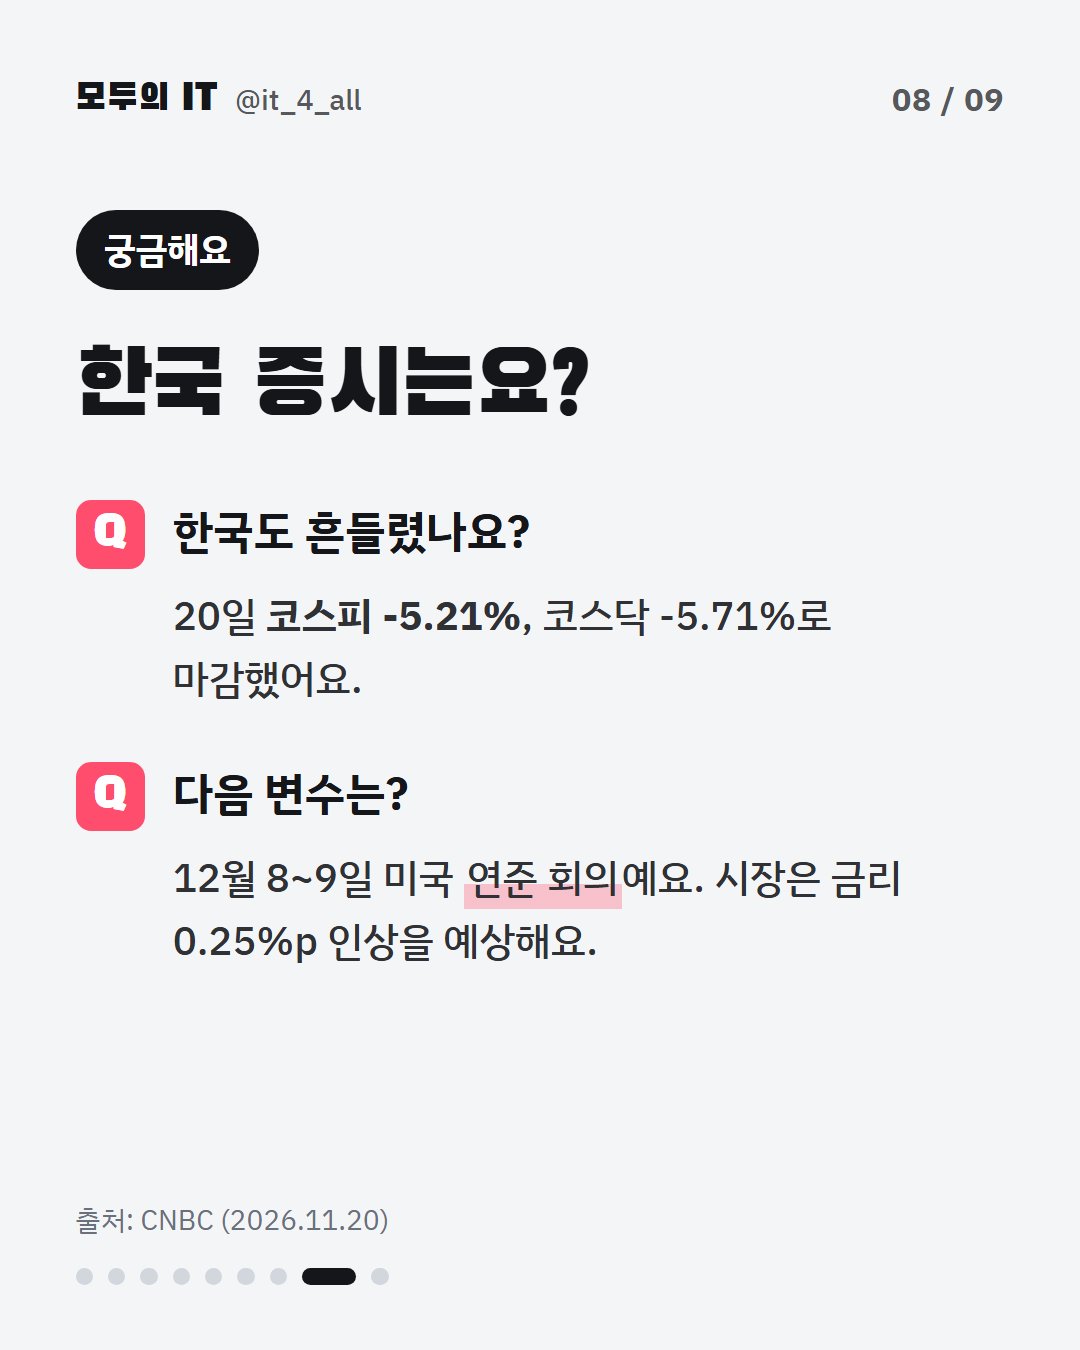 모두의 IT @it_4_all
08 / 09
궁금해요
한국 증시는요?
Q 한국도 흔들렸나요?
20일 코스피 -5.21%, 코스닥 -5.71%로
마감했어요.
Q 다음 변수는?
12월 8~9일 미국 연준 회의예요. 시장은 금리
0.25%p 인상을 예상해요.
출처: CNBC (2026.11.20)